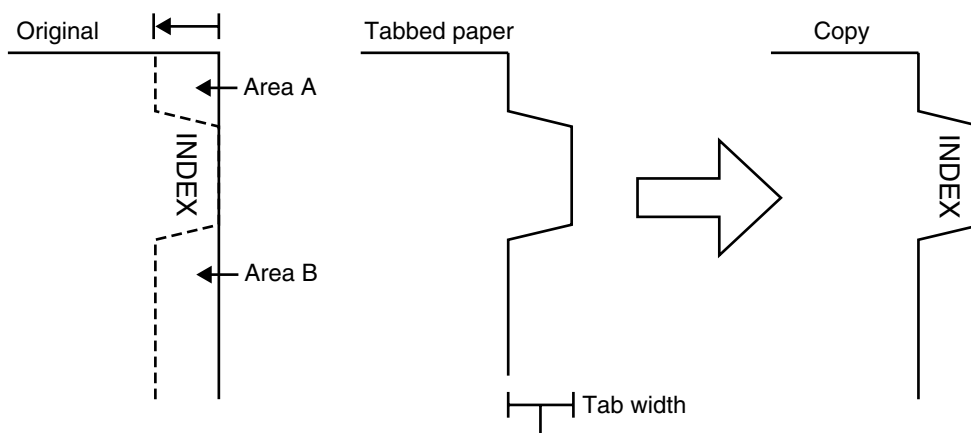 Original
Tabbed paper
Copy
Area A
INDEX
INDEX
Area B
Tab width